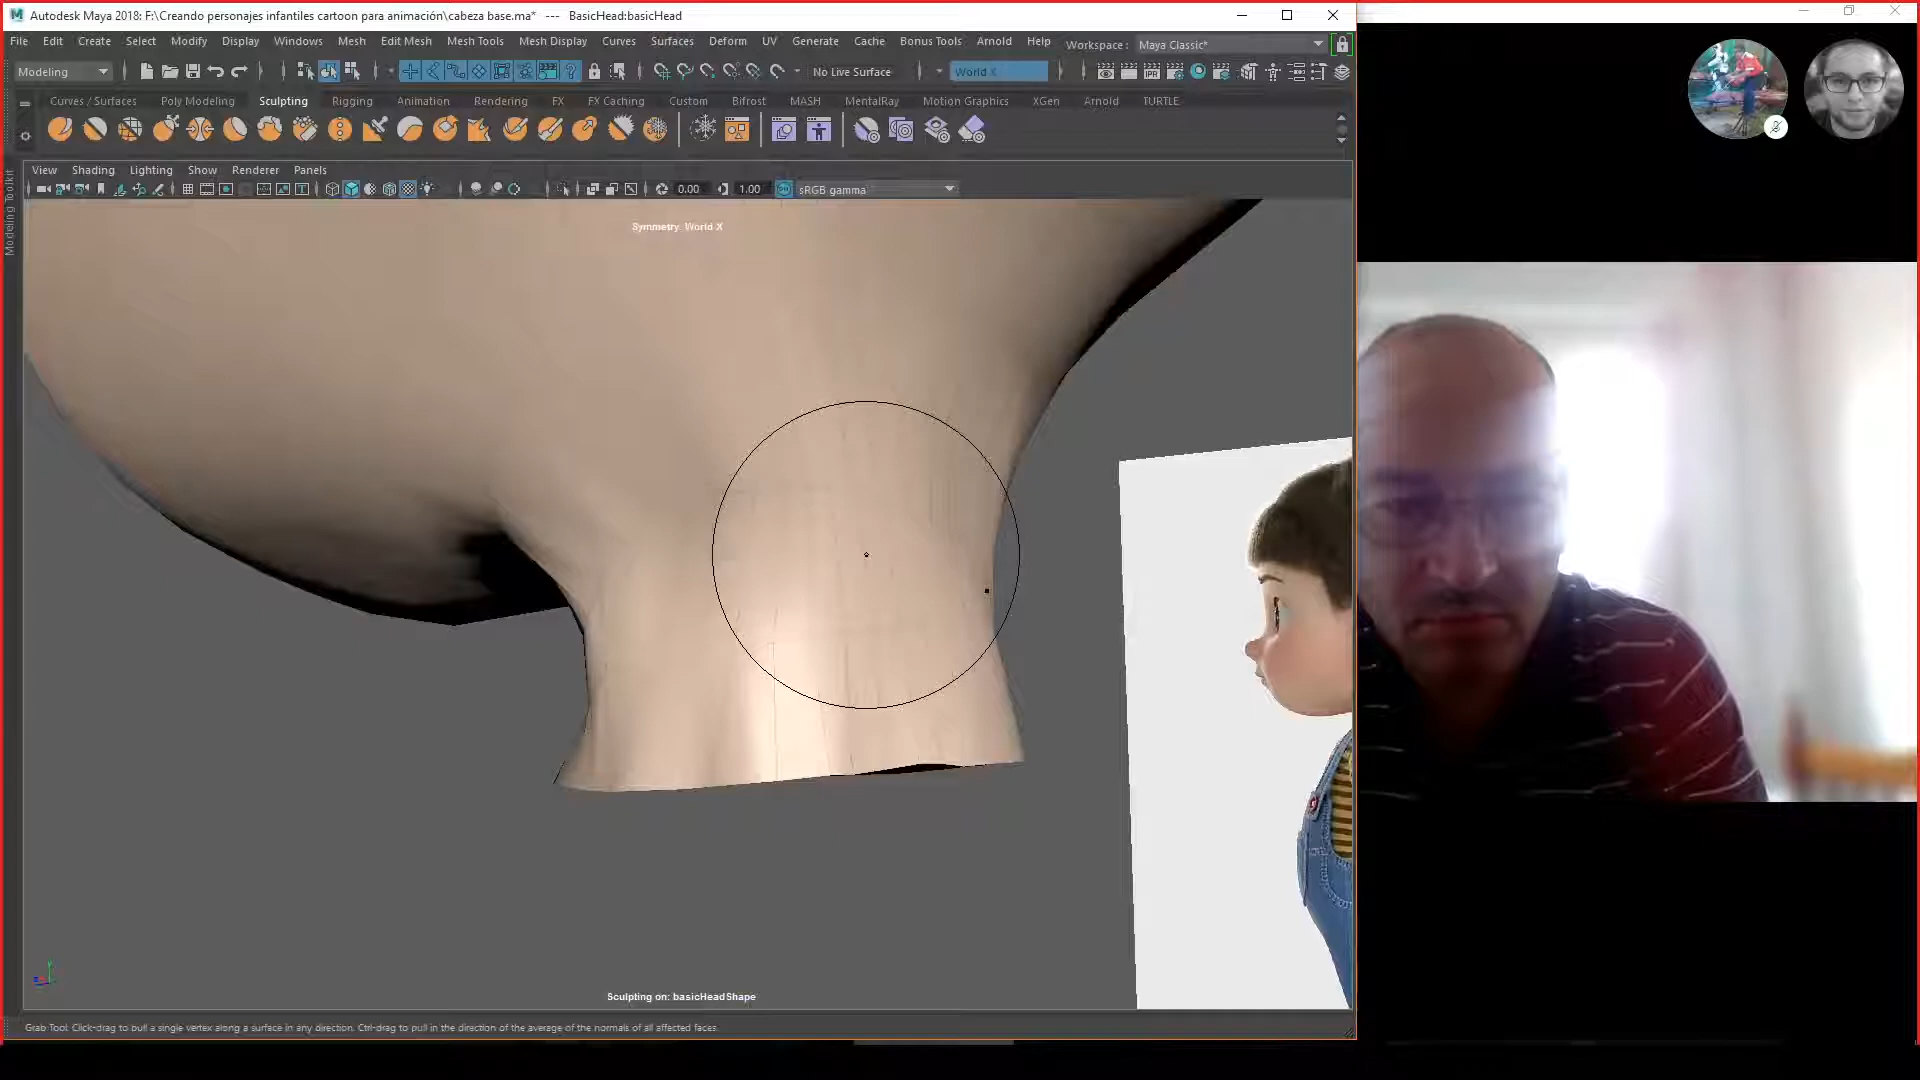 Autodesk Maya 2018: F:\Creando personajes infantiles cartoon para animación\cabeza base.ma* --- BasicHead:basicHead
File Edit Create Select Modify Display Windows Mesh Edit Mesh Mesh Tools Mesh Display Curves Surfaces Deform UV Generate Cache Bonus Tools Arnold Help Workspace : Maya Classic*
Modeling No Live Surface World X IPR
Curves / Surfaces Poly Modeling Sculpting Rigging Animation Rendering FX FX Caching Custom Bifrost MASH MentalRay Motion Graphics XGen Arnold TURTLE
View Shading Lighting Show Renderer Panels
0.00 1.00 sRGB gamma
Modeling Toolkit
Symmetry: World X
Sculpting on: basicHeadShape
Grab Tool: Click-drag to pull a single vertex along a surface in any direction. Ctrl-drag to pull in the direction of the average of the normals of all affected faces.